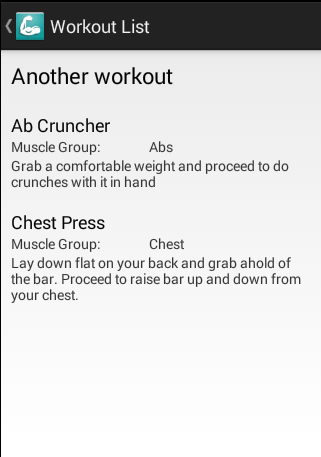 Workout List
Another workout
Ab Cruncher
Muscle Group: Abs
Grab a comfortable weight and proceed to do
crunches with it in hand
Chest Press
Muscle Group: Chest
Lay down flat on your back and grab ahold of
the bar. Proceed to raise bar up and down from
your chest.